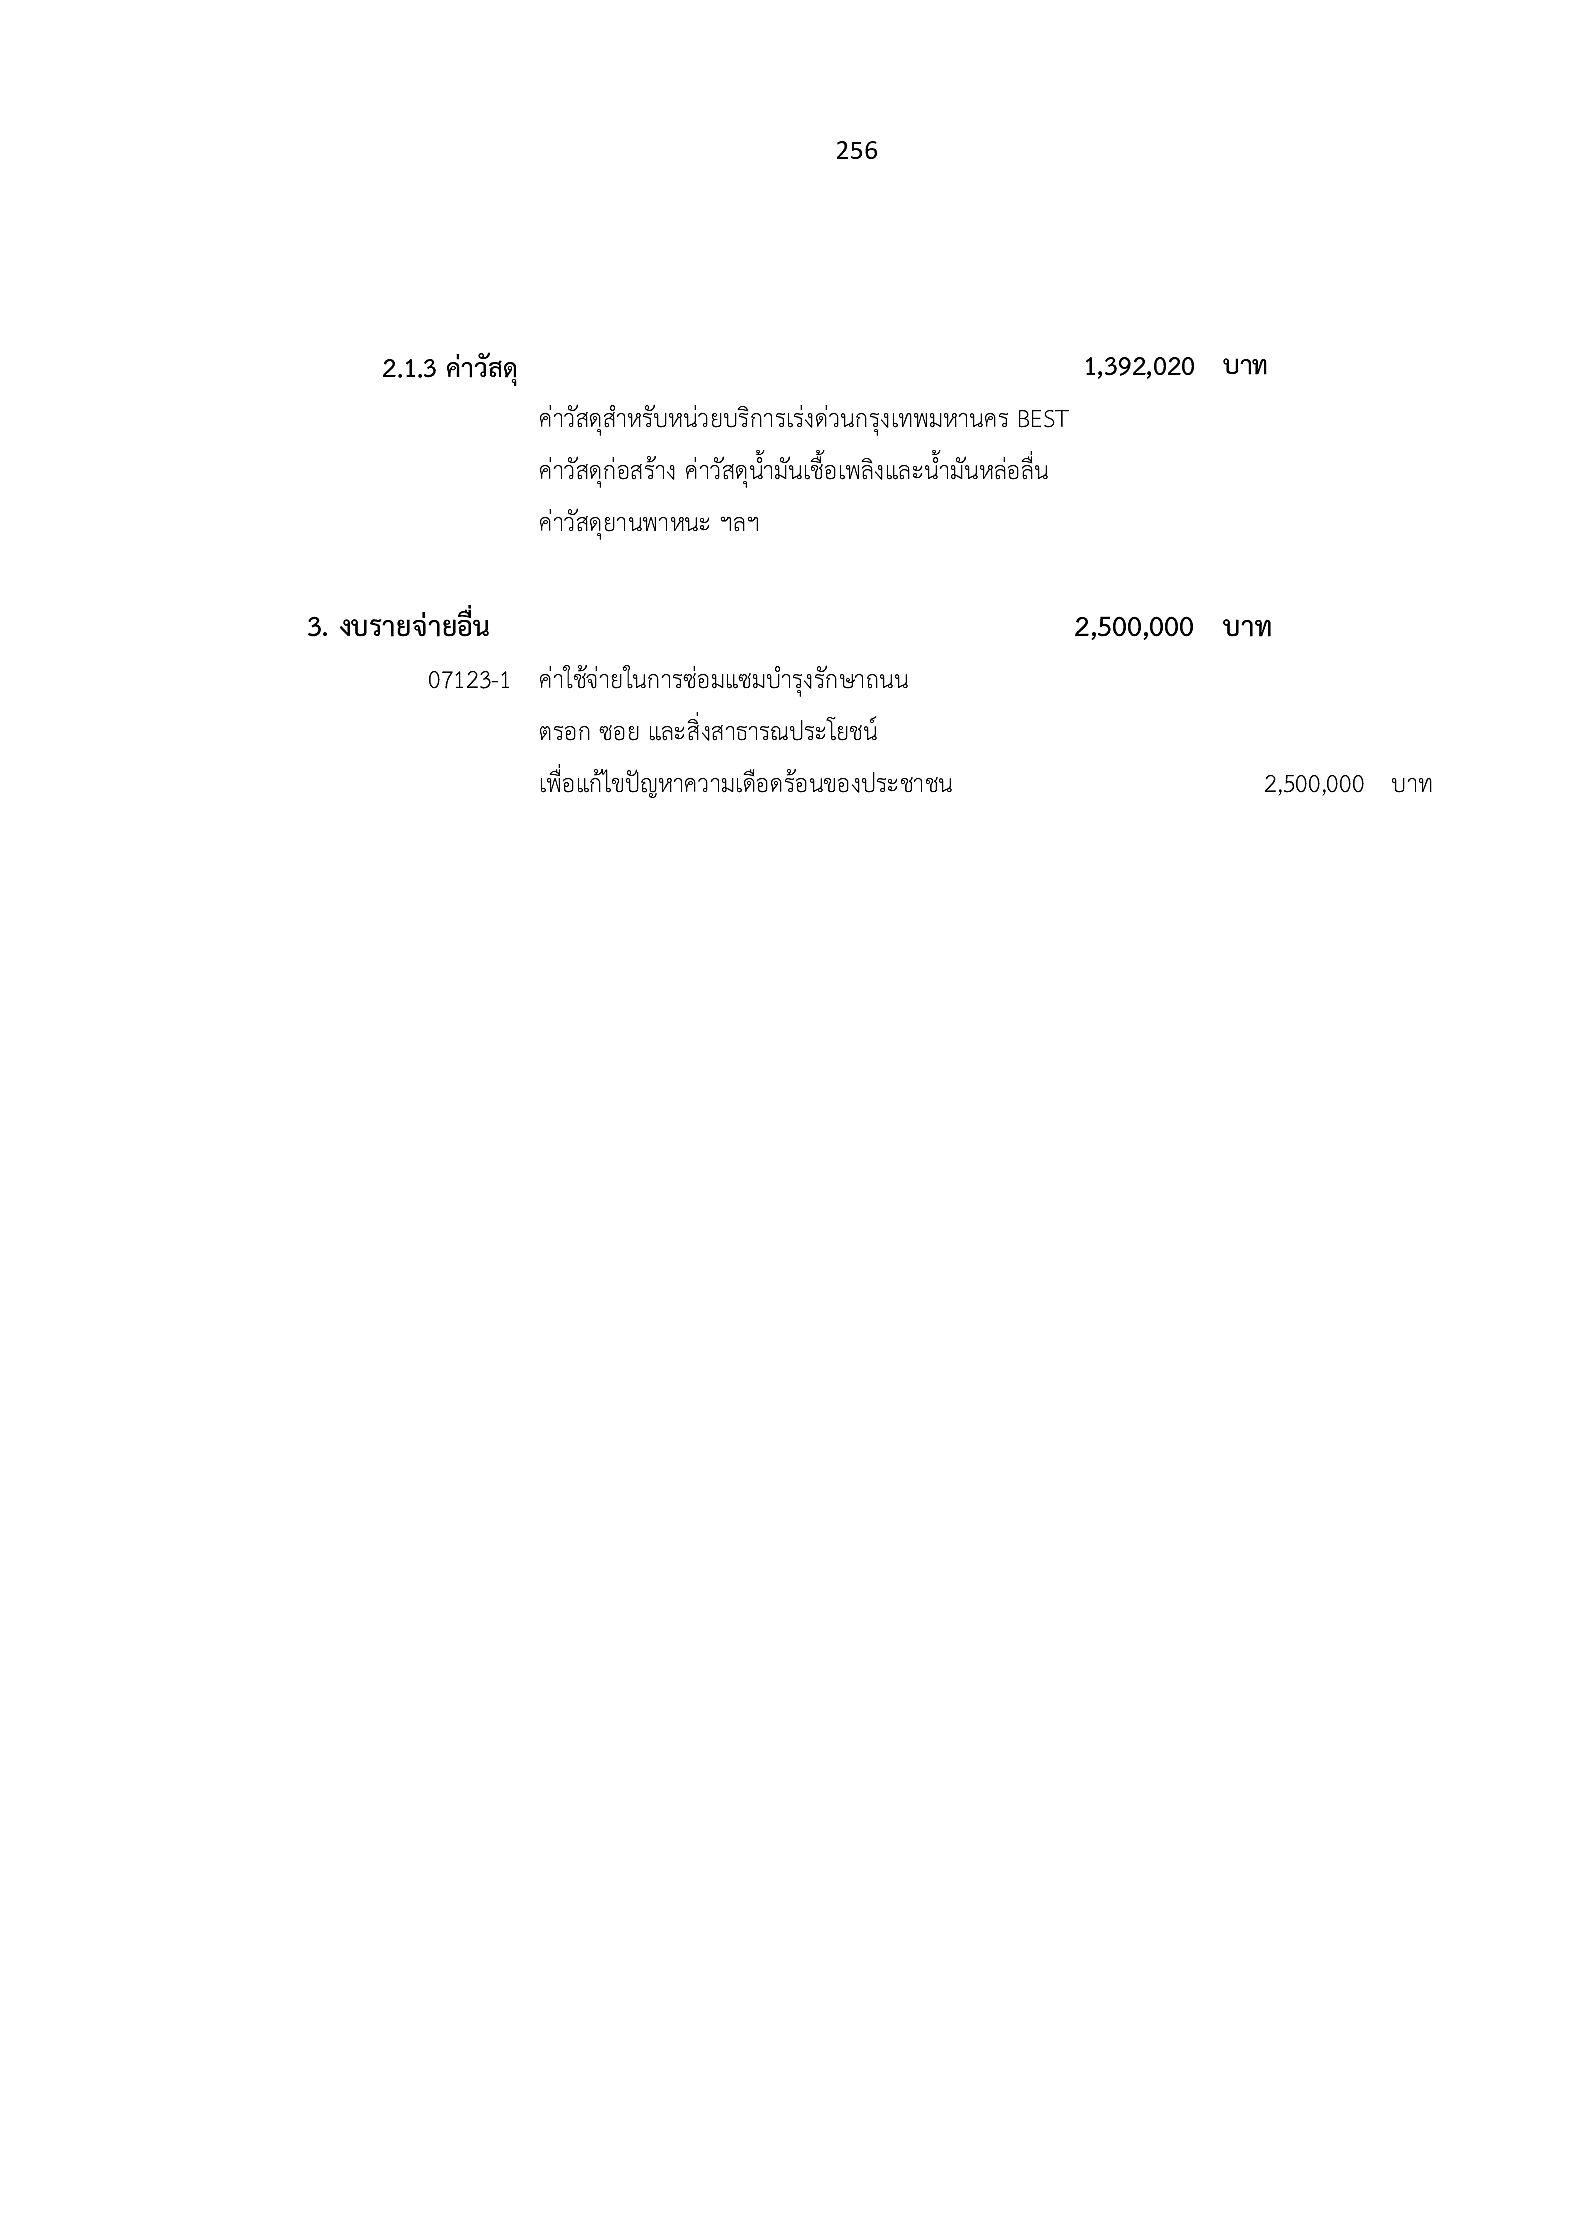 256
2.1.3 ค่าวัสดุ 1,392,020 บาท
ค่าวัสดุสำหรับหน่วยบริการเร่งด่วนกรุงเทพมหานคร BEST
ค่าวัสดุก่อสร้าง ค่าวัสดุน้ำมันเชื้อเพลิงและน้ำมันหล่อลื่น
ค่าวัสดุยานพาหนะ ฯลฯ
3. งบรายจ่ายอื่น 2,500,000 บาท
07123-1 ค่าใช้จ่ายในการซ่อมแซมบำรุงรักษาถนน
ตรอก ซอย และสิ่งสาธารณประโยชน์
เพื่อแก้ไขปัญหาความเดือดร้อนของประชาชน 2,500,000 บาท